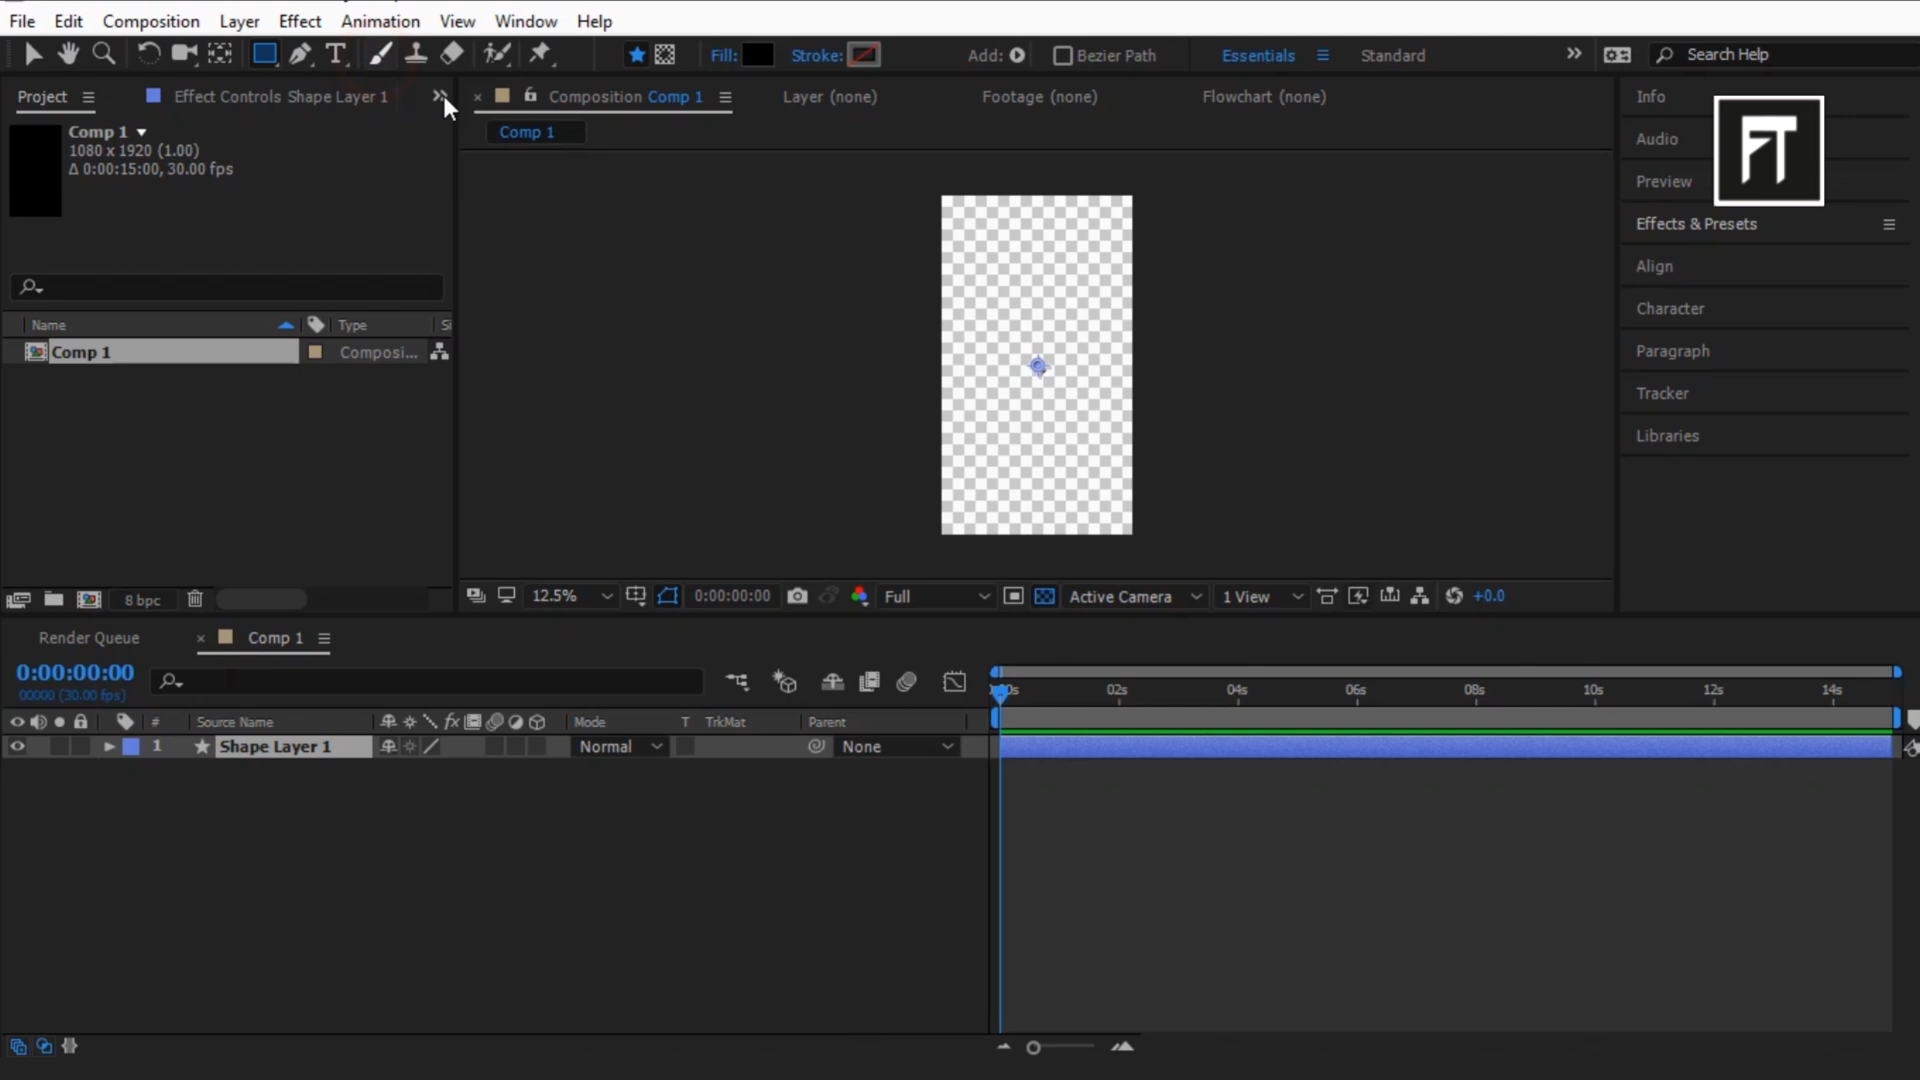 File Edit Composition Layer Effect Animation View Window Help
T Fill: Stroke: Add: Bezier Path Essentials Standard Search Help
Project Effect Controls Shape Layer 1 Composition Comp 1 Layer (none) Footage (none) Flowchart (none) Info
Comp 1
1080 x 1920 (1.00)
Δ 0:00:15:00, 30.00 fps
Comp 1
Audio
FT
Preview
Effects & Presets
Align
Character
Paragraph
Tracker
Libraries
Name Type Si
Comp 1 Composi...
8 bpc 12.5% 0:00:00:00 Full Active Camera 1 View +0.0
Render Queue Comp 1
0:00:00:00
00000 (30.00 fps)
02s 04s 06s 08s 10s 12s 14s
# Source Name fx Mode T TrkMat Parent
1 Shape Layer 1 Normal None